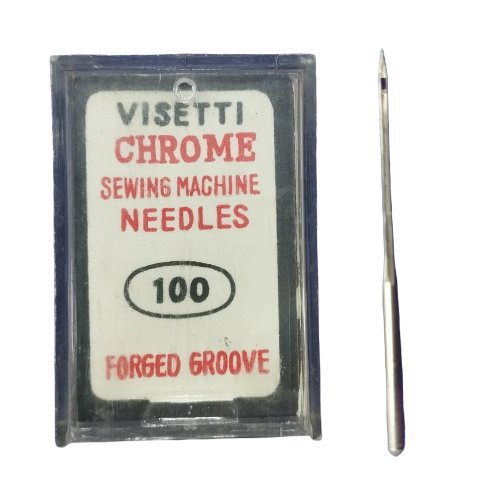 VISETTI
CHROME
SEWING MACHINE
NEEDLES
100
FORGED GROOVE